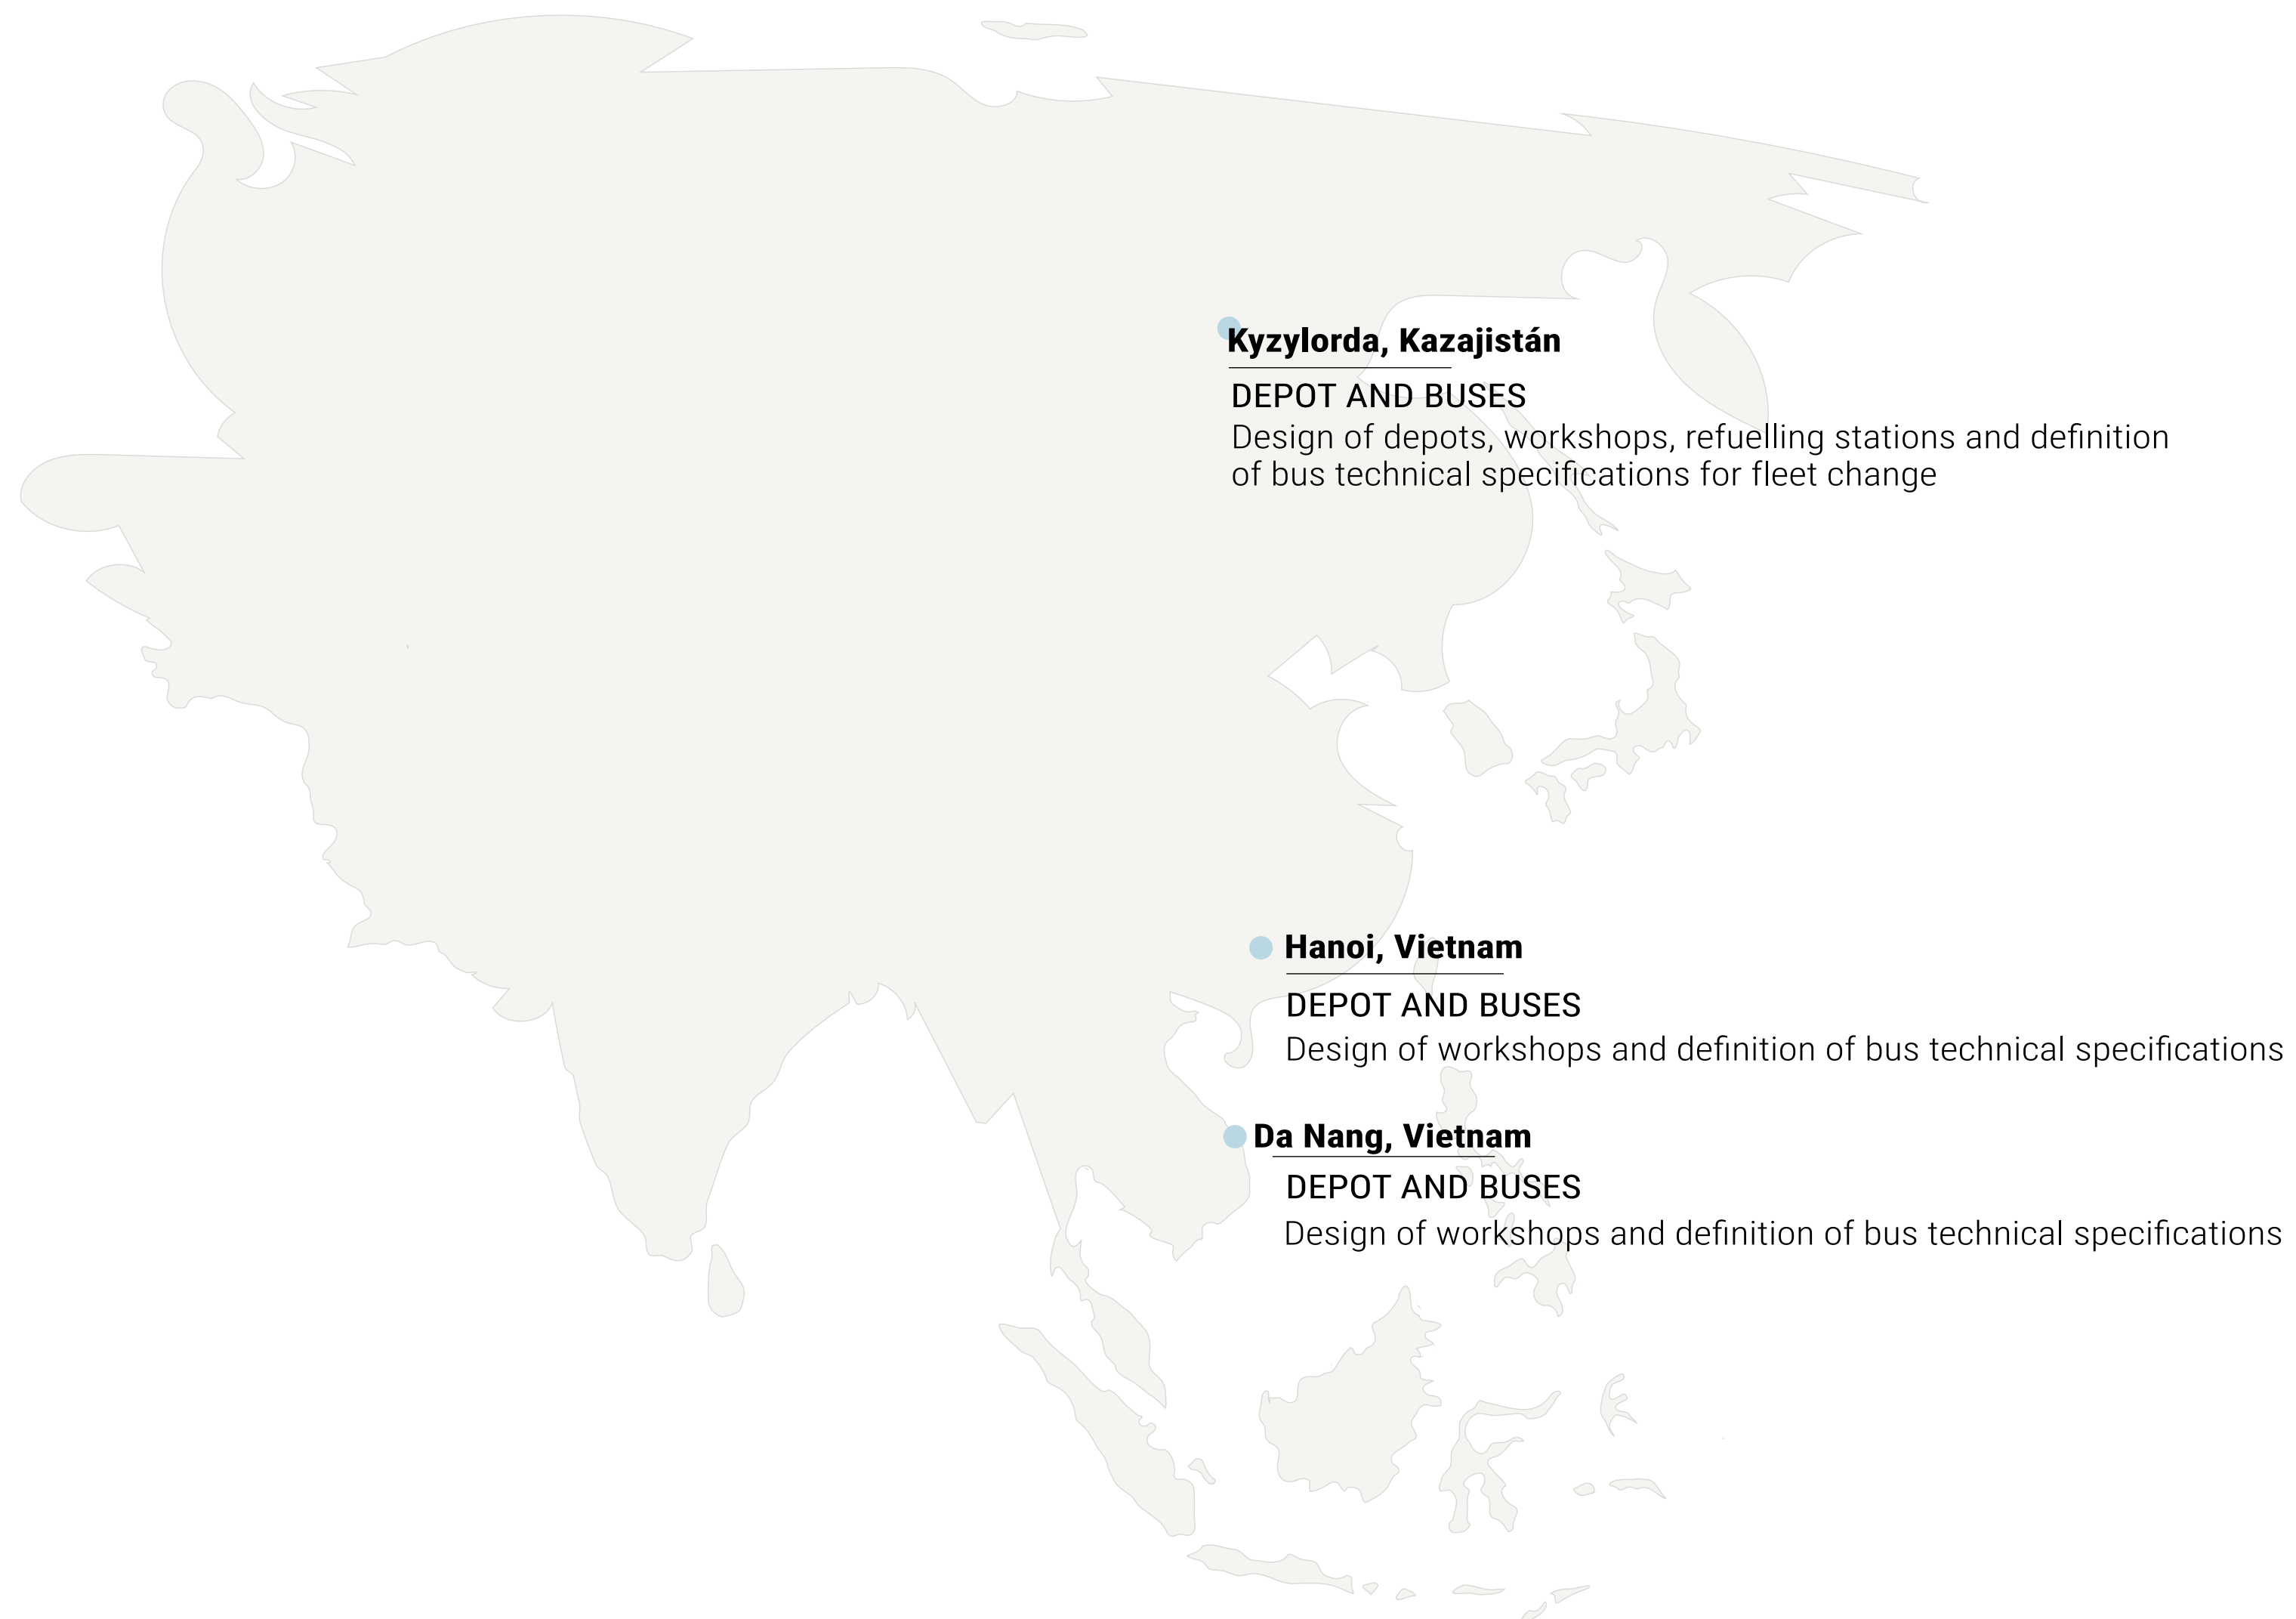 Kyzylorda, Kazajistán
DEPOT AND BUSES
Design of depots, workshops, refuelling stations and definition
of bus technical specifications for fleet change
Hanoi, Vietnam
DEPOT AND BUSES
Design of workshops and definition of bus technical specifications
Da Nang, Vietnam
DEPOT AND BUSES
Design of workshops and definition of bus technical specifications